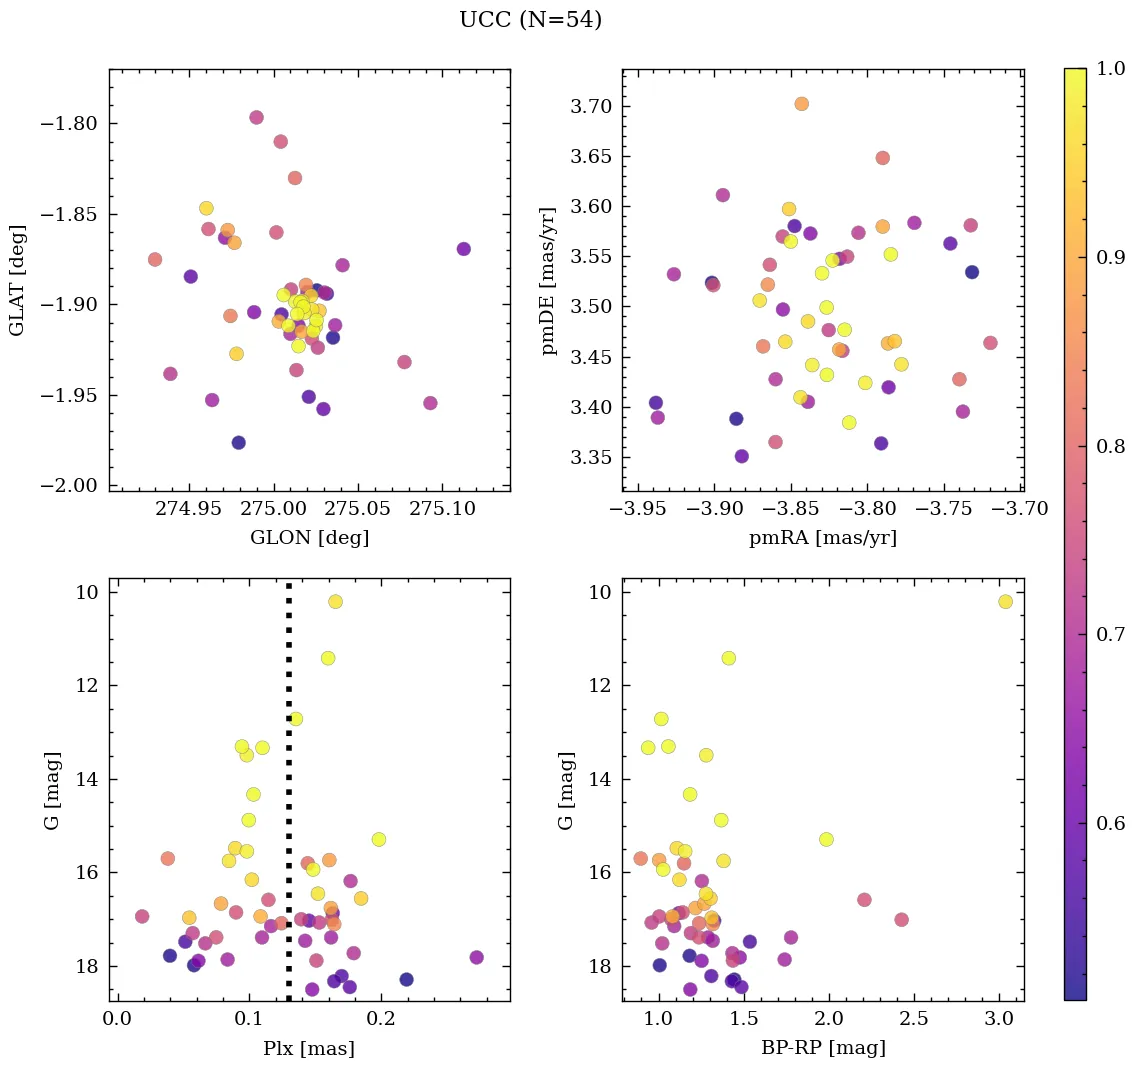 UCC (N=54)
−1.80
−1.85
−1.90
−1.95
−2.00
GLAT [deg]
274.95 275.00 275.05 275.10
GLON [deg]
3.70
3.65
3.60
3.55
3.50
3.45
3.40
3.35
pmDE [mas/yr]
−3.95 −3.90 −3.85 −3.80 −3.75 −3.70
pmRA [mas/yr]
10
12
14
16
18
G [mag]
0.0 0.1 0.2
Plx [mas]
10
12
14
16
18
G [mag]
1.0 1.5 2.0 2.5 3.0
BP-RP [mag]
1.0
0.9
0.8
0.7
0.6